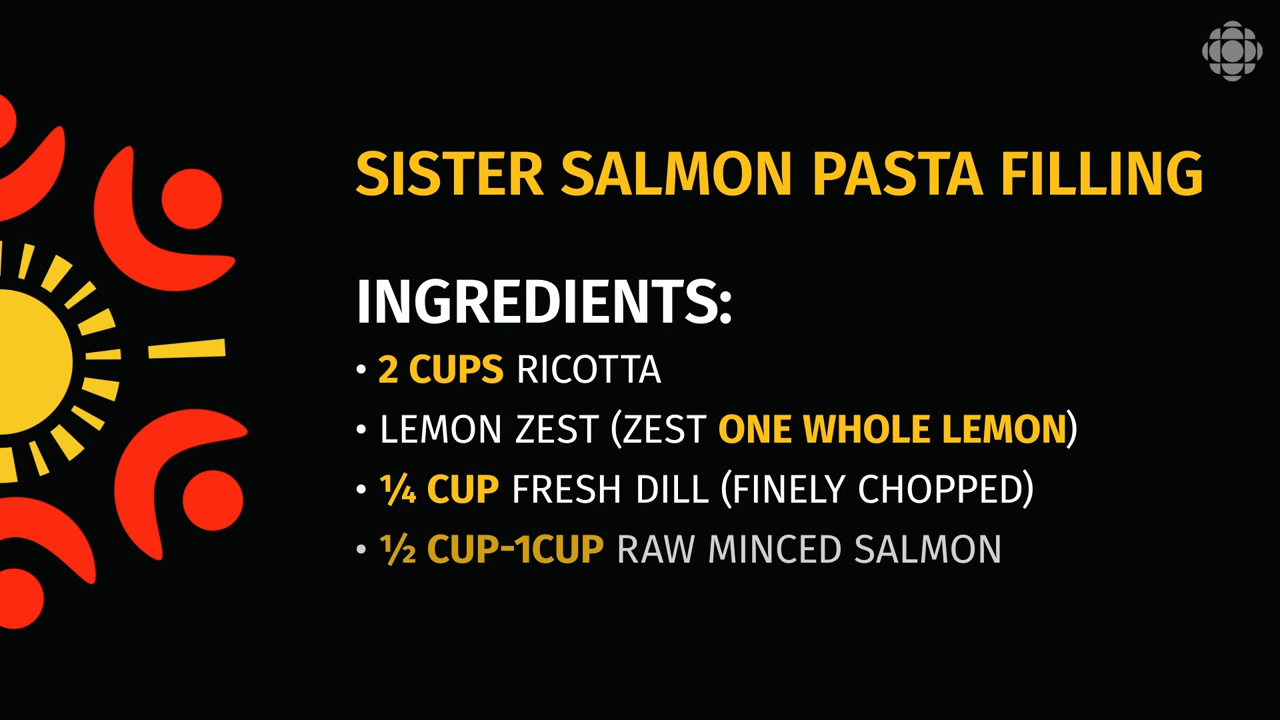 SISTER SALMON PASTA FILLING
INGREDIENTS:
• 2 CUPS RICOTTA
• LEMON ZEST (ZEST ONE WHOLE LEMON)
• ¼ CUP FRESH DILL (FINELY CHOPPED)
• ½ CUP-1CUP RAW MINCED SALMON